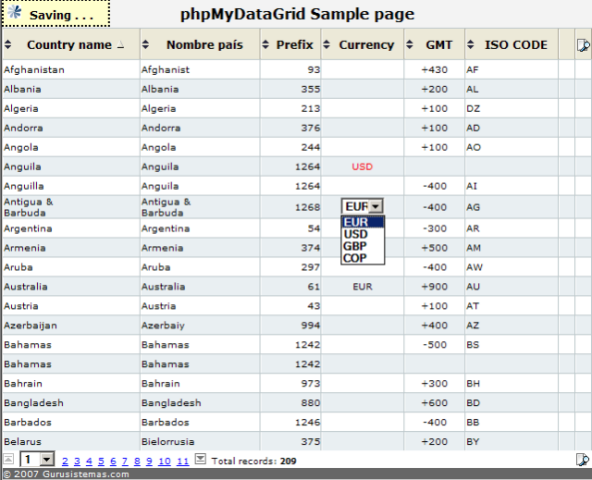 Saving . . .
phpMyDataGrid Sample page
Country name Nombre país Prefix Currency GMT ISO CODE
Afghanistan Afghanist 93 +430 AF
Albania Albania 355 +200 AL
Algeria Algeria 213 +100 DZ
Andorra Andorra 376 +100 AD
Angola Angola 244 +100 AO
Anguila Anguila 1264 USD
Anguilla Anguila 1264 -400 AI
Antigua & Barbuda Antigua & Barbuda 1268 EUR -400 AG
EUR
USD
GBP
COP
Argentina Argentina 54 -300 AR
Armenia Armenia 374 +500 AM
Aruba Aruba 297 -400 AW
Australia Australia 61 EUR +900 AU
Austria Austria 43 +100 AT
Azerbaijan Azerbaiy 994 +400 AZ
Bahamas Bahamas 1242 -500 BS
Bahamas Bahamas 1242
Bahrain Bahrain 973 +300 BH
Bangladesh Bangladesh 880 +600 BD
Barbados Barbados 1246 -400 BB
Belarus Bielorrusia 375 +200 BY
1 2 3 4 5 6 7 8 9 10 11 Total records: 209
© 2007 Gurusistemas.com